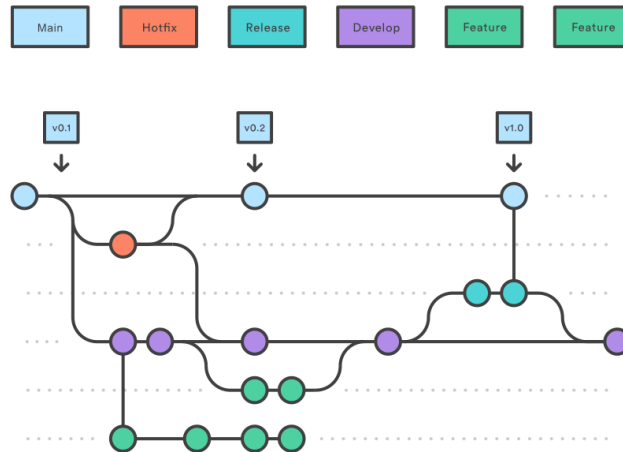 Main
Hotfix
Release
Develop
Feature
Feature
v0.1
v0.2
v1.0